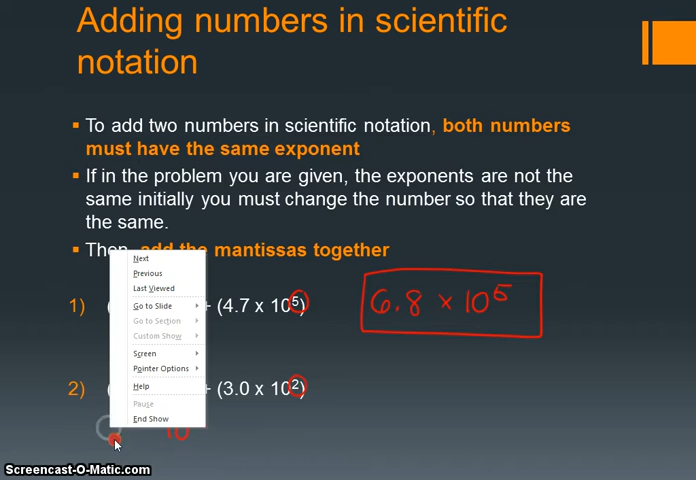 Adding numbers in scientific
notation
▪ To add two numbers in scientific notation, both numbers
must have the same exponent
▪ If in the problem you are given, the exponents are not the
same initially you must change the number so that they are
the same.
▪ Then, add the mantissas together
Next
Previous
Last Viewed
1) ( + (4.7 x 10⁵) 6.8 x 10⁵
Go to Slide
Go to Section
Custom Show
Screen
Pointer Options
2) ( + (3.0 x 10²)
Help
Pause
End Show
10
Screencast-O-Matic.com